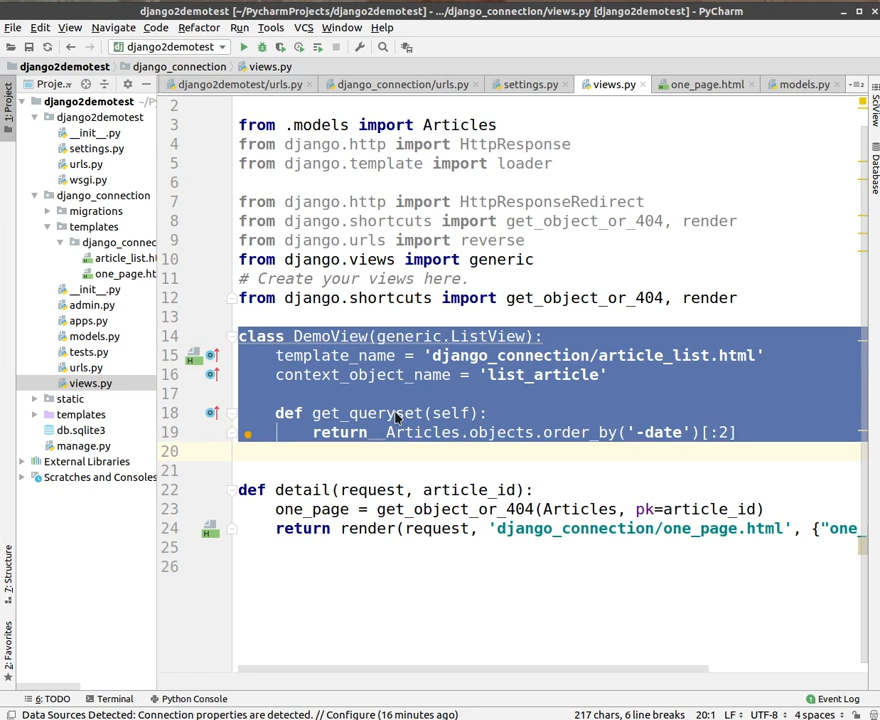 django2demotest [~/PycharmProjects/django2demotest] - .../django_connection/views.py [django2demotest] - PyCharm
File Edit View Navigate Code Refactor Run Tools VCS Window Help
django2demotest
django2demotest django_connection views.py
Proje.. django2demotest/urls.py django_connection/urls.py settings.py views.py one_page.html models.py
1: Project
SciView
Database
7: Structure
2: Favorites
django2demotest ~/P
django2demotest
__init__.py
settings.py
urls.py
wsgi.py
django_connection
migrations
templates
django_connec
article_list.h
one_page.ht
__init__.py
admin.py
apps.py
models.py
tests.py
urls.py
views.py
static
templates
db.sqlite3
manage.py
External Libraries
Scratches and Consoles
2
3 from .models import Articles
4 from django.http import HttpResponse
5 from django.template import loader
6
7 from django.http import HttpResponseRedirect
8 from django.shortcuts import get_object_or_404, render
9 from django.urls import reverse
10 from django.views import generic
11 # Create your views here.
12 from django.shortcuts import get_object_or_404, render
13
14 class DemoView(generic.ListView):
15 template_name = 'django_connection/article_list.html'
16 context_object_name = 'list_article'
17
18 def get_queryset(self):
19 return Articles.objects.order_by('-date')[:2]
20
21
22 def detail(request, article_id):
23 one_page = get_object_or_404(Articles, pk=article_id)
24 return render(request, 'django_connection/one_page.html', {"one_
25
26
6: TODO Terminal Python Console Event Log
Data Sources Detected: Connection properties are detected. // Configure (16 minutes ago) 217 chars, 6 line breaks 20:1 LF UTF-8 4 spaces